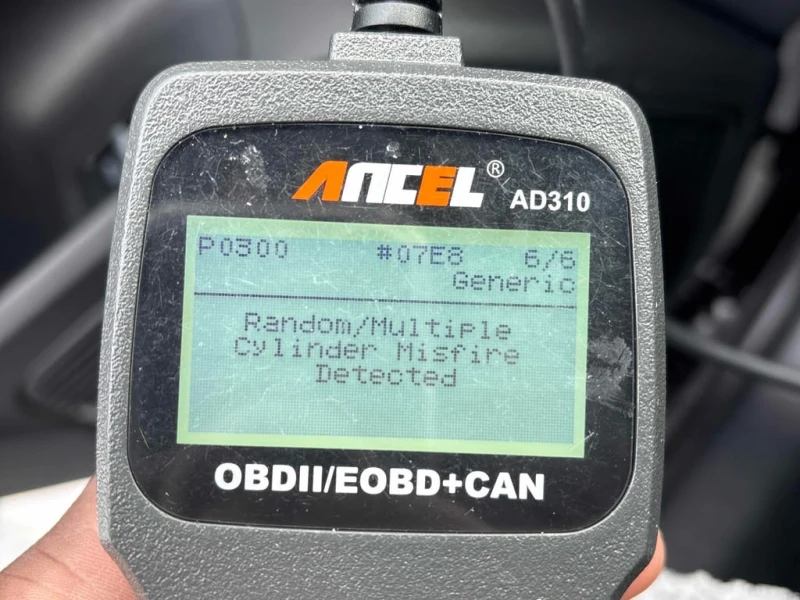 ANCEL® AD310
P0300 #07E8 6/6
Generic
Random/Multiple
Cylinder Misfire
Detected
OBDII/EOBD+CAN